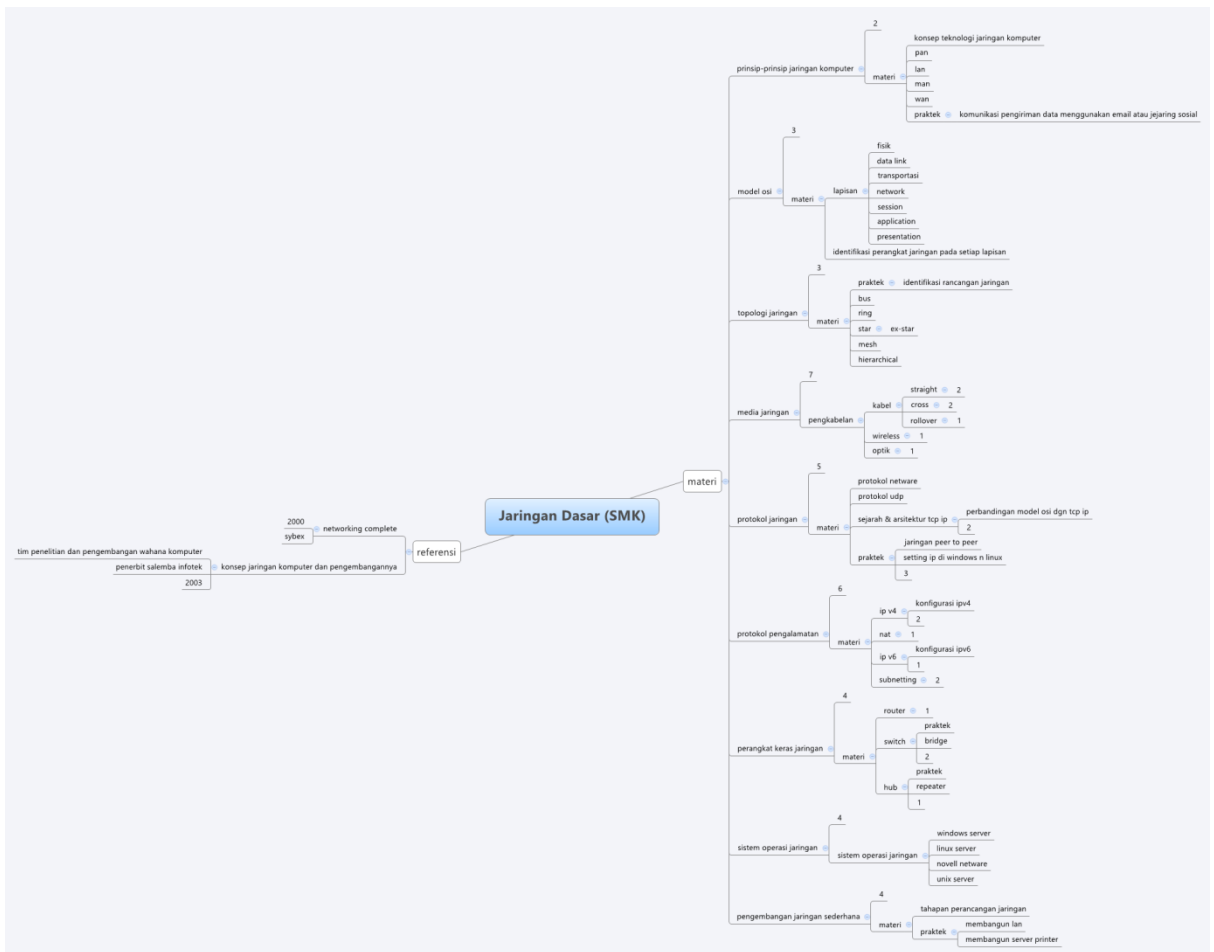 Jaringan Dasar (SMK)
materi
prinsip-prinsip jaringan komputer
2
materi
konsep teknologi jaringan komputer
pan
lan
man
wan
praktek
komunikasi pengiriman data menggunakan email atau jejaring sosial
model osi
3
materi
lapisan
fisik
data link
transportasi
network
session
application
presentation
identifikasi perangkat jaringan pada setiap lapisan
topologi jaringan
3
materi
praktek
identifikasi rancangan jaringan
bus
ring
star
ex-star
mesh
hierarchical
media jaringan
7
pengkabelan
kabel
straight
2
cross
2
rollover
1
wireless
1
optik
1
protokol jaringan
5
materi
protokol netware
protokol udp
sejarah & arsitektur tcp ip
perbandingan model osi dgn tcp ip
2
praktek
jaringan peer to peer
setting ip di windows n linux
3
protokol pengalamatan
6
materi
ip v4
konfigurasi ipv4
2
nat
1
ip v6
konfigurasi ipv6
1
subnetting
2
perangkat keras jaringan
4
materi
router
1
switch
praktek
bridge
2
hub
praktek
repeater
1
sistem operasi jaringan
4
sistem operasi jaringan
windows server
linux server
novell netware
unix server
pengembangan jaringan sederhana
4
materi
tahapan perancangan jaringan
praktek
membangun lan
membangun server printer
referensi
networking complete
2000
sybex
konsep jaringan komputer dan pengembangannya
tim penelitian dan pengembangan wahana komputer
penerbit salemba infotek
2003